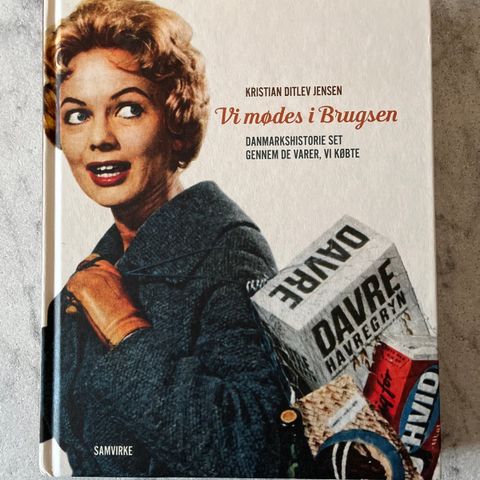 KRISTIAN DITLEV JENSEN
Vi mødes i Brugsen
DANMARKSHISTORIE SET
GENNEM DE VARER, VI KØBTE
DAVRE
DAVRE
HAVREGRYN
HVID
SAMVIRKE